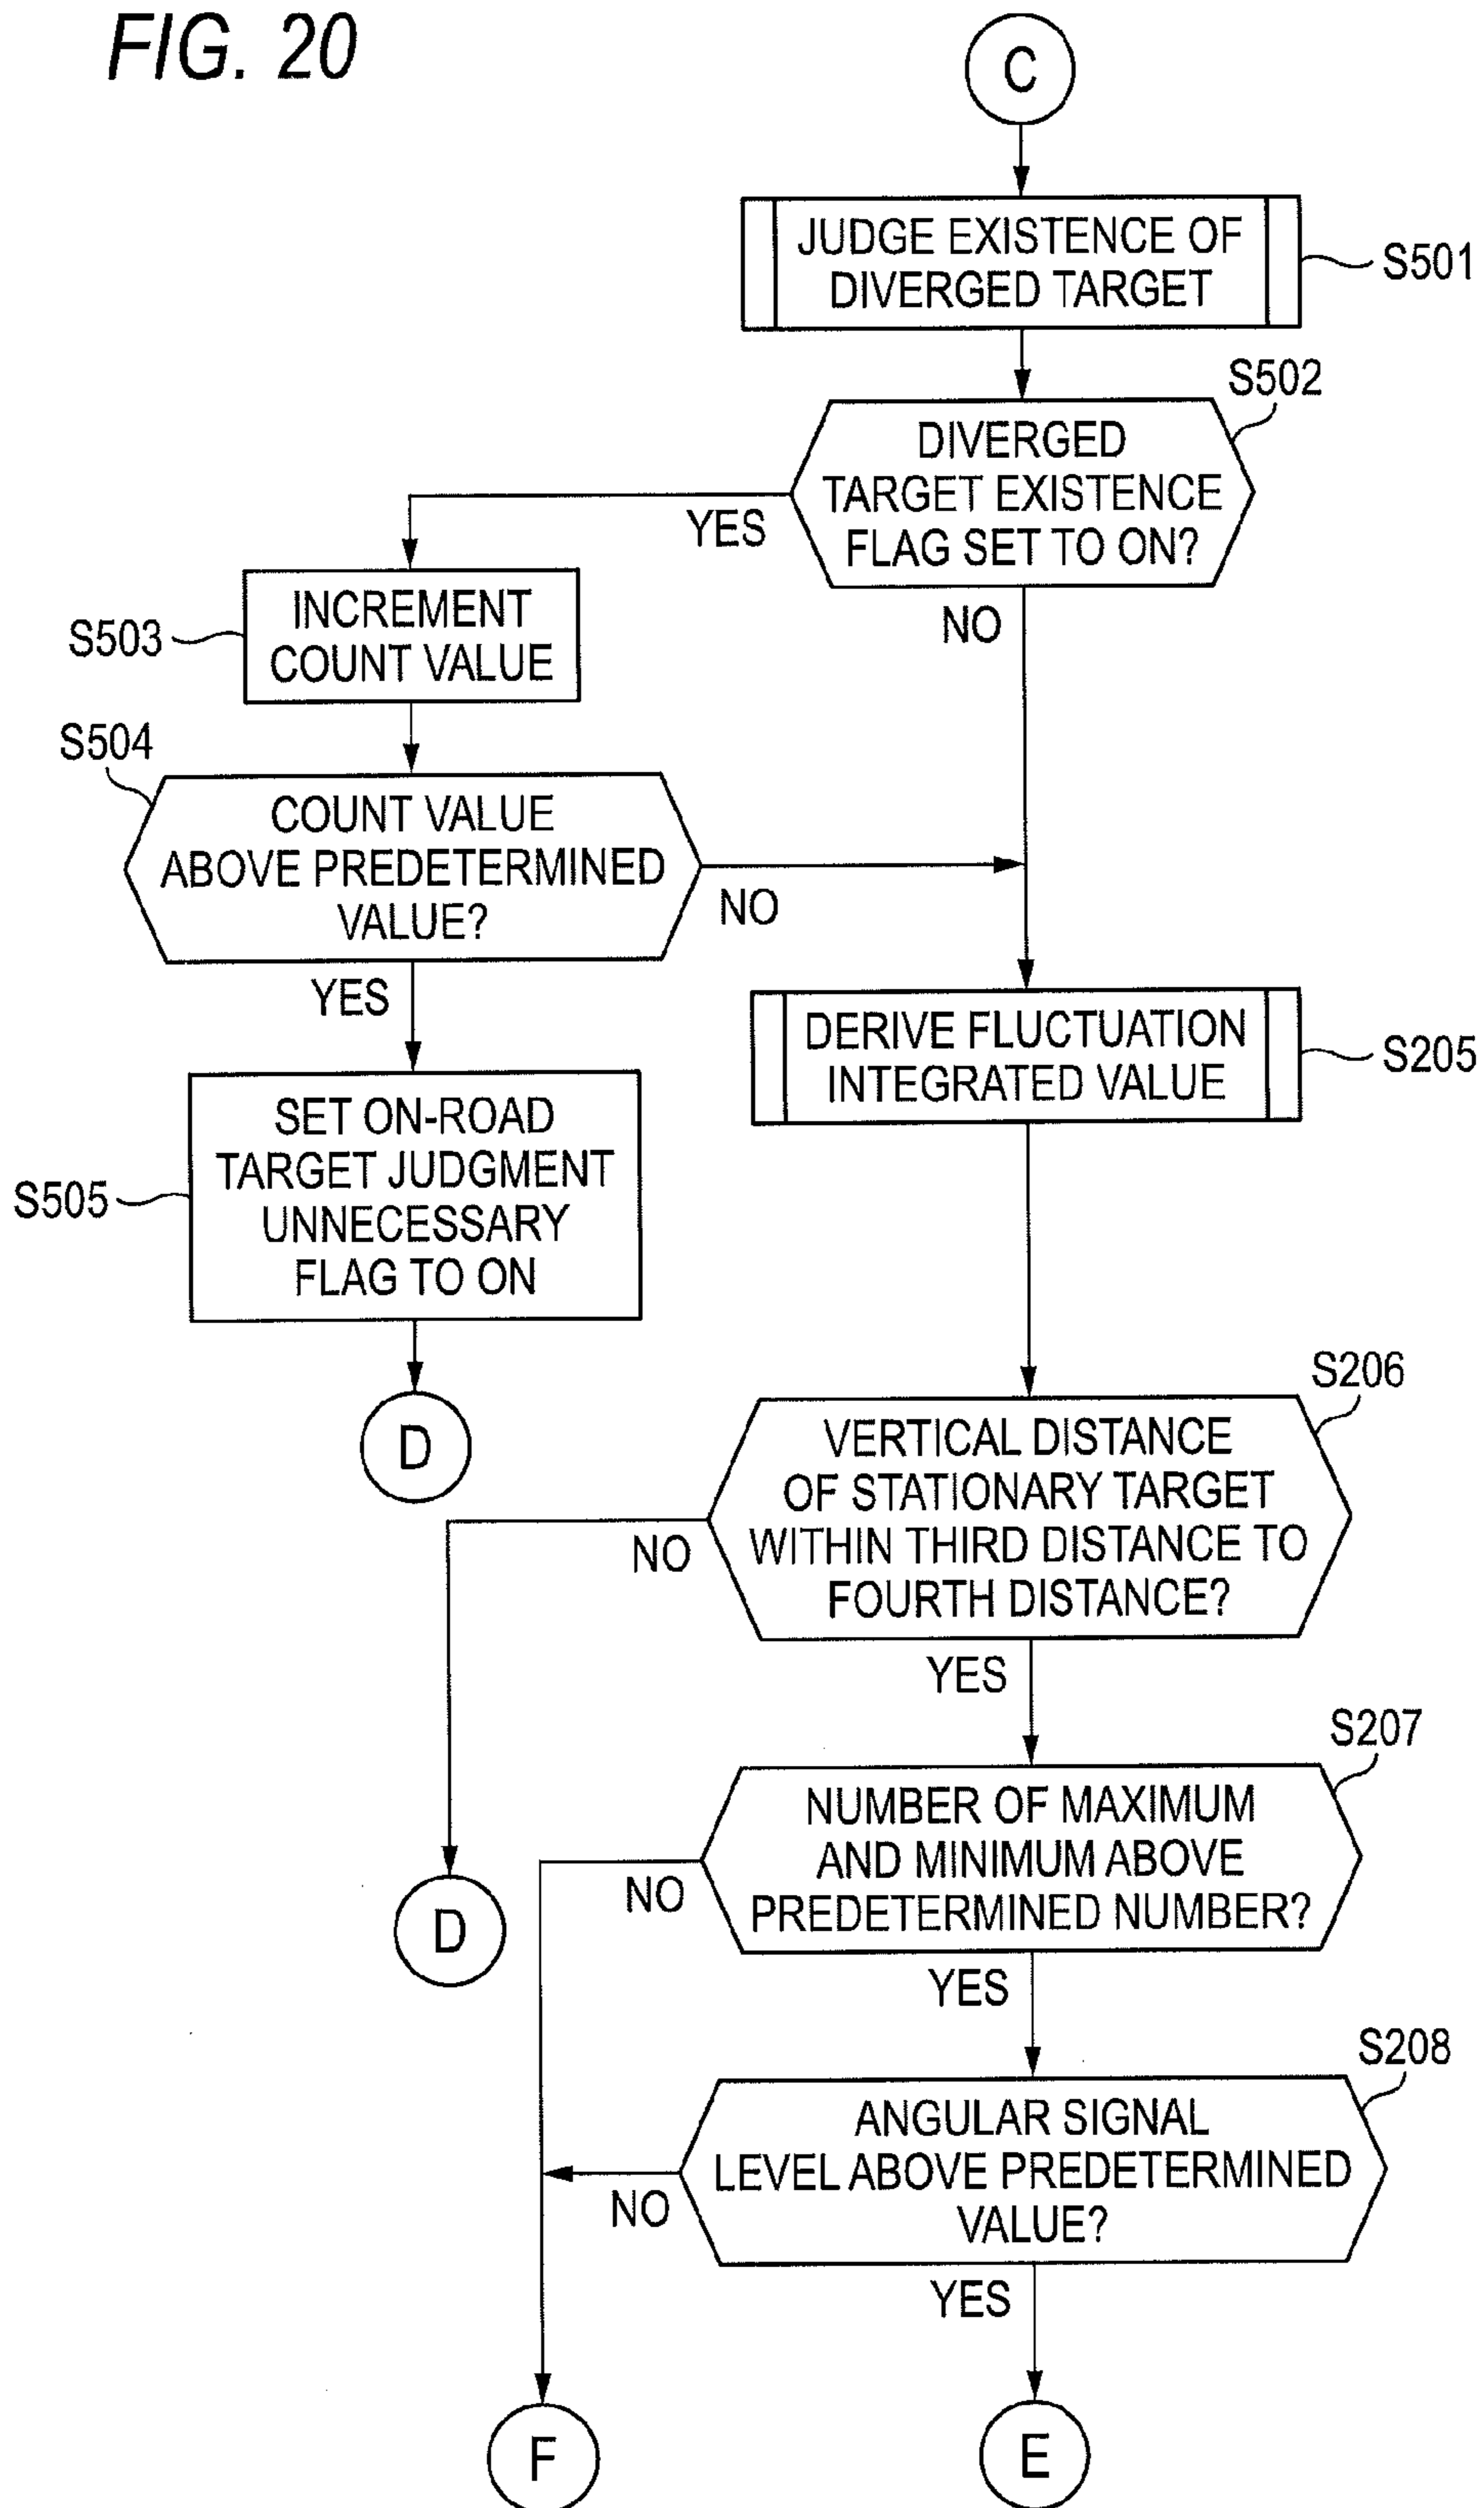 FIG. 20
C
JUDGE EXISTENCE OF
DIVERGED TARGET
S501
S502
DIVERGED
TARGET EXISTENCE
FLAG SET TO ON?
YES
NO
INCREMENT
COUNT VALUE
S503
S504
COUNT VALUE
ABOVE PREDETERMINED
VALUE?
NO
YES
DERIVE FLUCTUATION
INTEGRATED VALUE
S205
SET ON-ROAD
TARGET JUDGMENT
UNNECESSARY
FLAG TO ON
S505
D
S206
VERTICAL DISTANCE
OF STATIONARY TARGET
WITHIN THIRD DISTANCE TO
FOURTH DISTANCE?
NO
YES
D
S207
NUMBER OF MAXIMUM
AND MINIMUM ABOVE
PREDETERMINED NUMBER?
NO
YES
S208
ANGULAR SIGNAL
LEVEL ABOVE PREDETERMINED
VALUE?
NO
YES
F
E